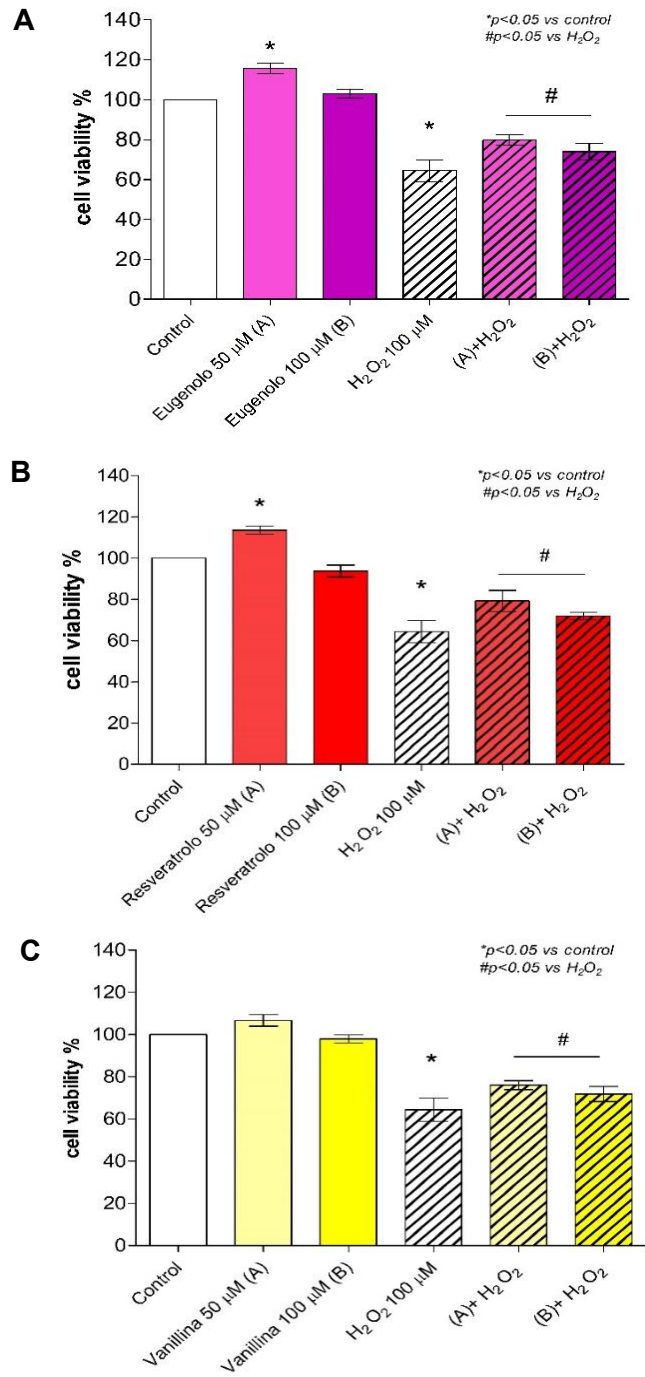 A
*p<0.05 vs control
#p<0.05 vs H₂O₂
cell viability %
140
120
100
80
60
40
20
0
*
*
#
Control
Eugenolo 50 µM (A)
Eugenolo 100 µM (B)
H₂O₂ 100 µM
(A)+H₂O₂
(B)+H₂O₂
B
*p<0.05 vs control
#p<0.05 vs H₂O₂
cell viability %
140
120
100
80
60
40
20
0
*
*
#
Control
Resveratrolo 50 µM (A)
Resveratrolo 100 µM (B)
H₂O₂ 100 µM
(A)+ H₂O₂
(B)+ H₂O₂
C
*p<0.05 vs control
#p<0.05 vs H₂O₂
cell viability %
140
120
100
80
60
40
20
0
*
#
Control
Vanillina 50 µM (A)
Vanillina 100 µM (B)
H₂O₂ 100 µM
(A)+ H₂O₂
(B)+ H₂O₂